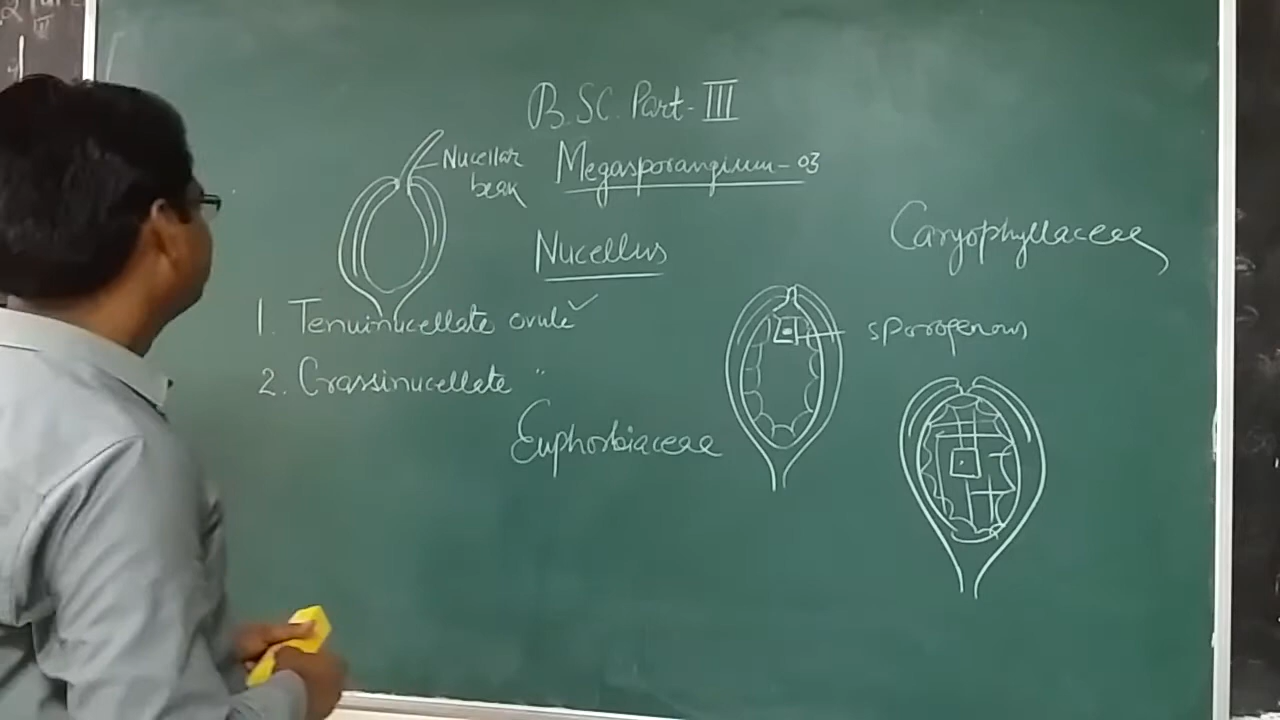 B.SC. Part-III
Megasporangium-03
Nucellar
beak
Nucellus
Caryophyllaceae
1. Tenuinucellate ovule ✓
2. Crassinucellate "
sporogenous
Euphorbiaceae